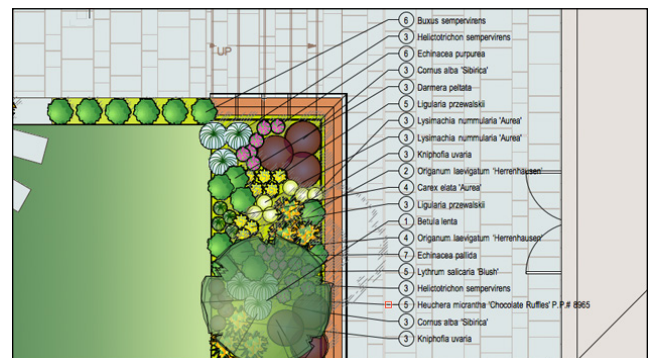 UP
6 Buxus sempervirens
3 Helictotrichon sempervirens
6 Echinacea purpurea
3 Cornus alba 'Sibirica'
3 Darmera peltata
5 Ligularia przewalskii
3 Lysimachia nummularia 'Aurea'
3 Lysimachia nummularia 'Aurea'
3 Kniphofia uvaria
2 Origanum laevigatum 'Herrenhausen'
4 Carex elata 'Aurea'
3 Ligularia przewalskii
1 Betula lenta
4 Origanum laevigatum 'Herrenhausen'
7 Echinacea pallida
5 Lythrum salicaria 'Blush'
3 Helictotrichon sempervirens
5 Heuchera micrantha 'Chocolate Ruffles' P.P.# 8965
3 Cornus alba 'Sibirica'
3 Kniphofia uvaria